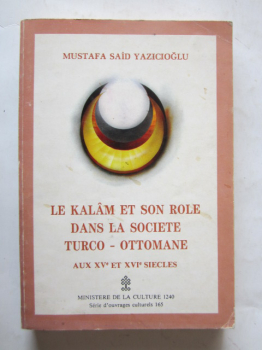 MUSTAFA SAİD YAZICIOĞLU
LE KALÂM ET SON ROLE
DANS LA SOCIETE
TURCO - OTTOMANE
AUX XVe ET XVIe SIECLES
MINISTERE DE LA CULTURE 1240
Série d'ouvrages culturels 165